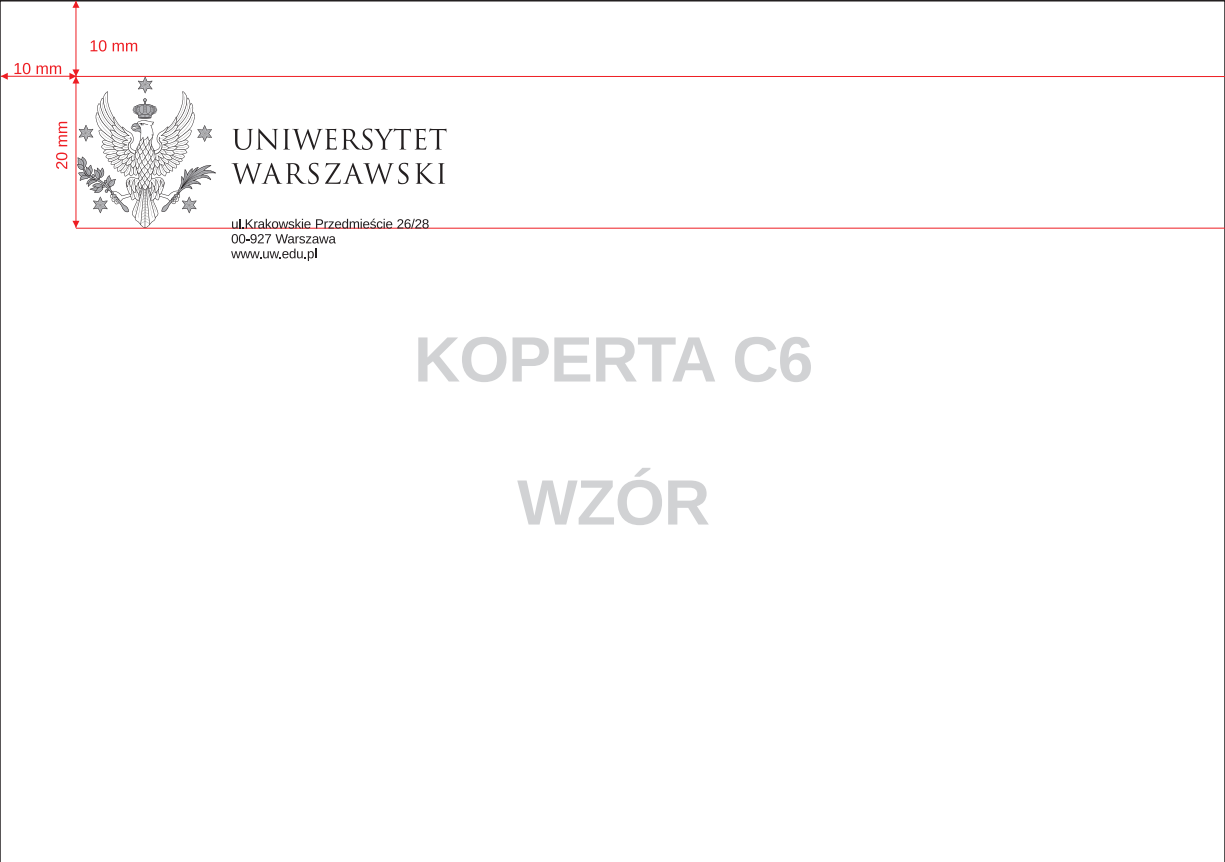 10 mm
10 mm
20 mm
UNIWERSYTET
WARSZAWSKI
ul.Krakowskie Przedmieście 26/28
00-927 Warszawa
www.uw.edu.pl
KOPERTA C6
WZÓR